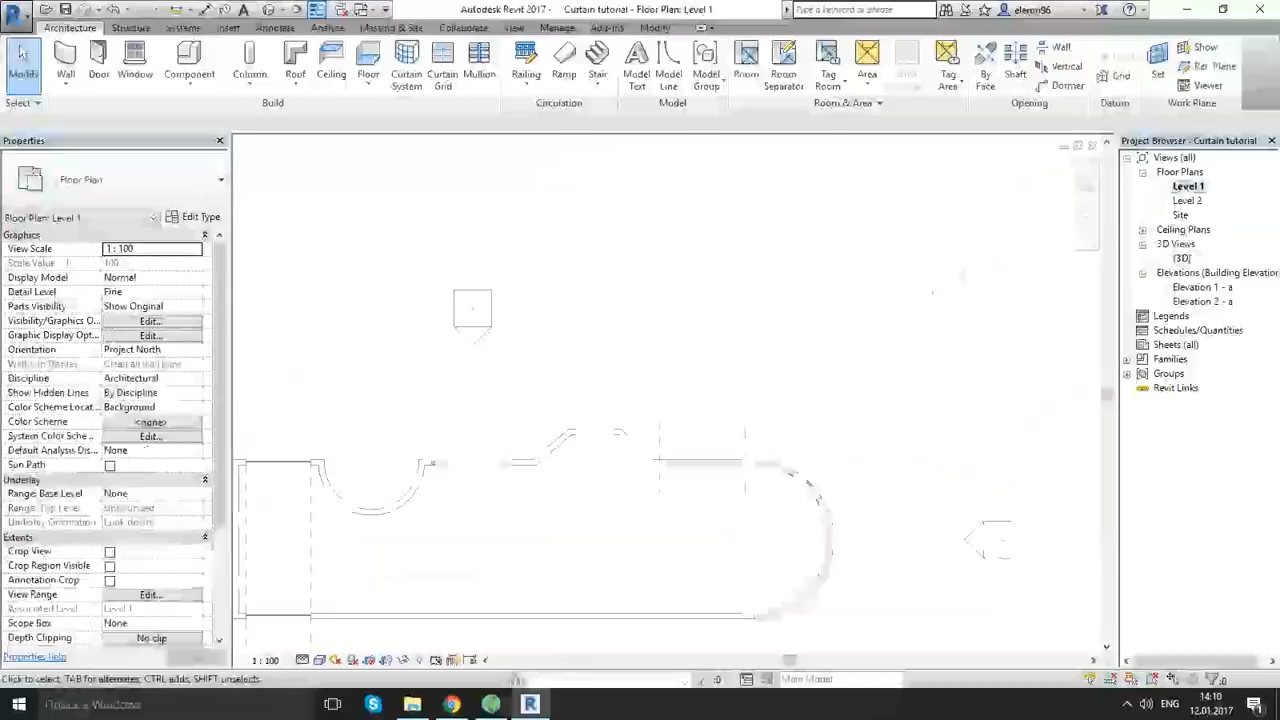 Autodesk Revit 2017 - 'Curtain tutorial - Floor Plan: Level 1
Type a keyword or phrase
eleron96
Architecture Structure Systems Insert Annotate Analyze Massing & Site Collaborate View Manage Add-Ins Modify
Modify Wall Door Window Component Column Roof Ceiling Floor Curtain System Curtain Grid Mullion Railing Ramp Stair Model Text Model Line Model Group Room Room Separator Tag Room Area Tag Area By Face Shaft Wall Vertical Dormer Grid Set Show Ref Plane Viewer
Select Build Circulation Model Room & Area Opening Datum Work Plane
Properties
Floor Plan
Floor Plan: Level 1 Edit Type
Graphics
View Scale 1 : 100
Scale Value 1: 100
Display Model Normal
Detail Level Fine
Parts Visibility Show Original
Visibility/Graphics O... Edit...
Graphic Display Opt... Edit...
Orientation Project North
Discipline Architectural
Show Hidden Lines By Discipline
Color Scheme Locat... Background
Color Scheme <none>
System Color Sche... Edit...
Default Analysis Dis... None
Sun Path
Underlay
Range: Base Level None
Range: Top Level Unbounded
Underlay Orientation Look down
Extents
Crop View
Crop Region Visible
Annotation Crop
View Range Edit...
Associated Level Level 1
Scope Box None
Depth Clipping No clip
Properties help
Project Browser - Curtain tutorial
Views (all)
Floor Plans
Level 1
Level 2
Site
Ceiling Plans
3D Views
{3D}
Elevations (Building Elevation
Elevation 1 - a
Elevation 2 - a
Legends
Schedules/Quantities
Sheets (all)
Families
Groups
Revit Links
1 : 100
Click to select, TAB for alternates, CTRL adds, SHIFT unselects.
:0
Main Model
Поиск в Windows
ENG
14:10
12.01.2017